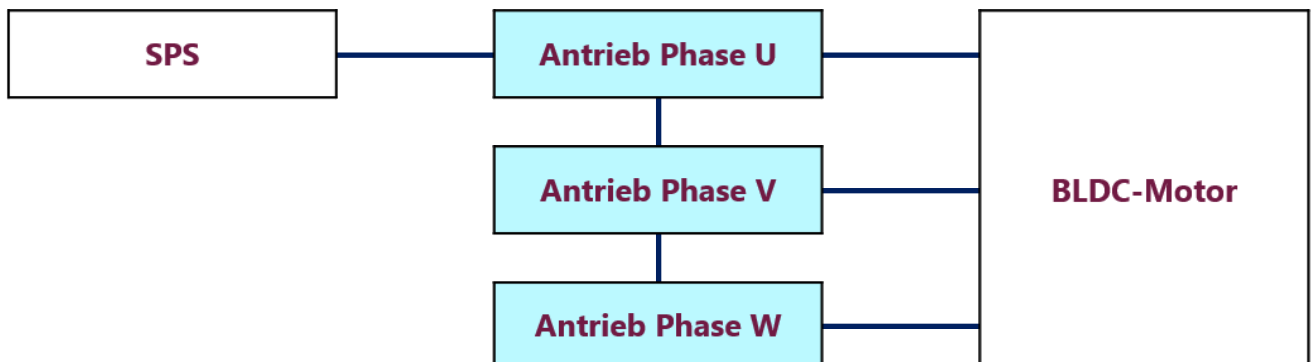 SPS
Antrieb Phase U
Antrieb Phase V
BLDC-Motor
Antrieb Phase W